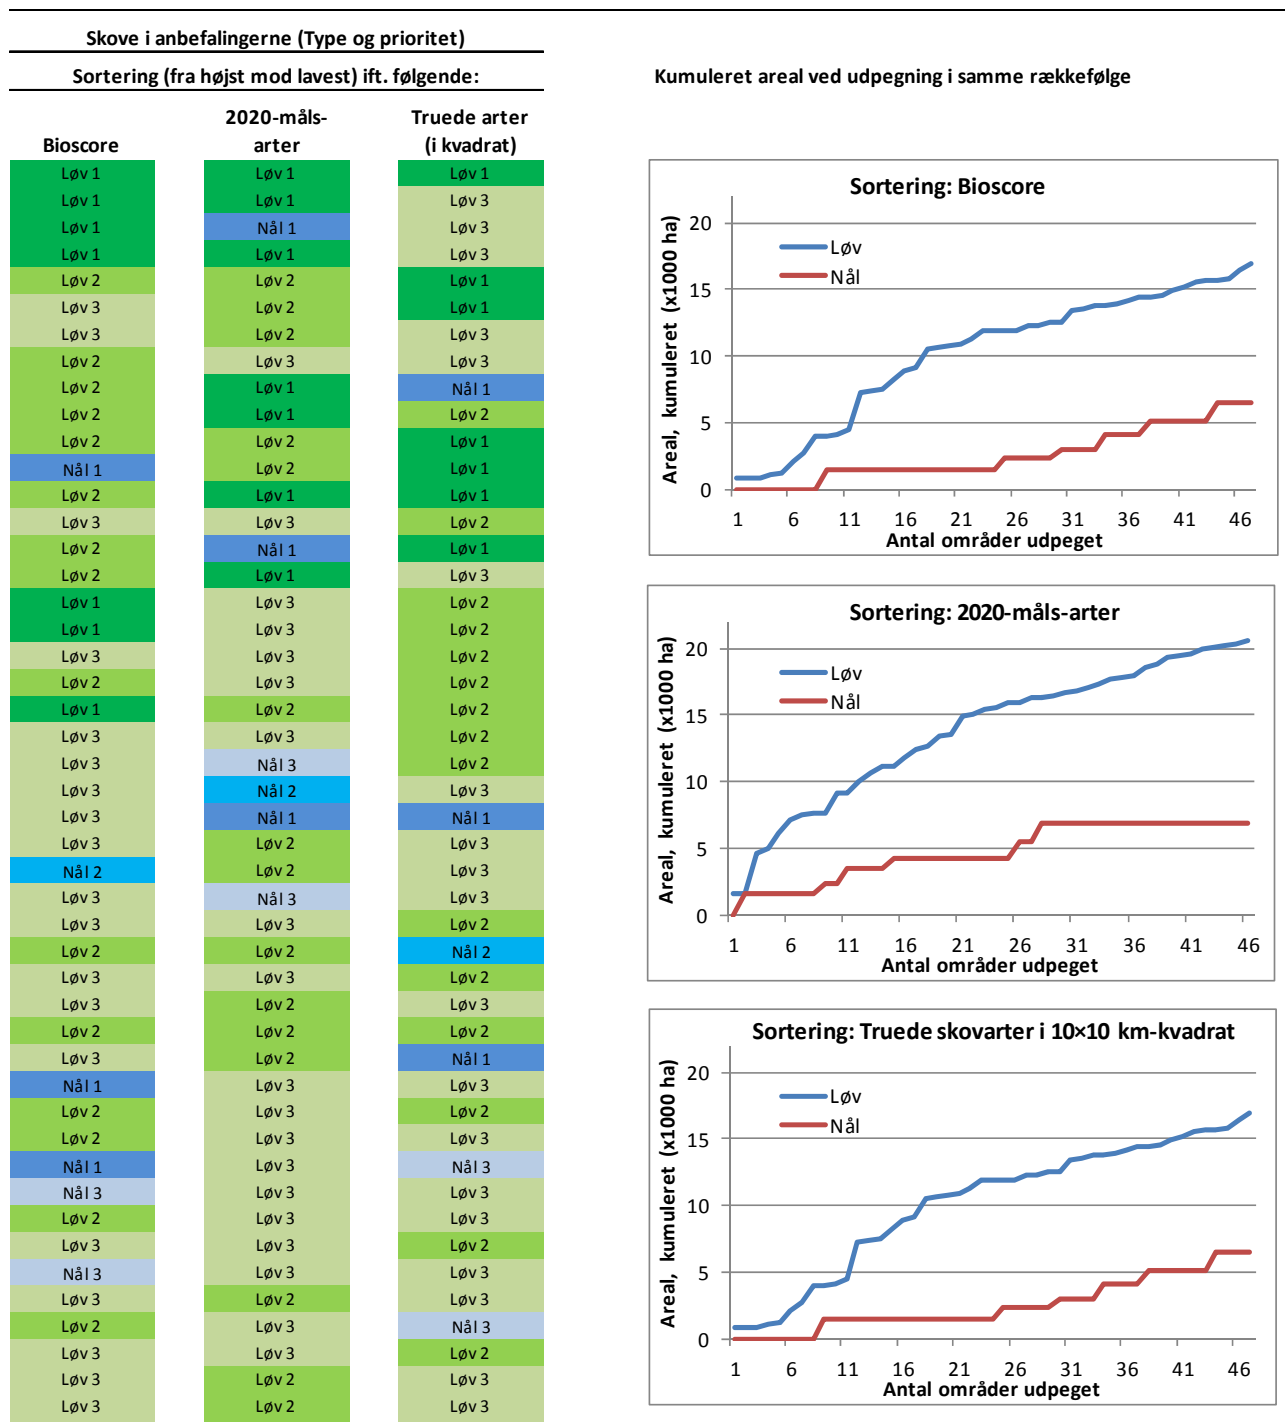 Skove i anbefalingerne (Type og prioritet)
Sortering (fra højst mod lavest) ift. følgende:
Kumuleret areal ved udpegning i samme rækkefølge
Bioscore 2020-måls-arter Truede arter (i kvadrat)
Løv 1 Løv 1 Løv 1
Løv 1 Løv 1 Løv 3
Løv 1 Nål 1 Løv 3
Løv 1 Løv 1 Løv 3
Løv 2 Løv 2 Løv 1
Løv 3 Løv 2 Løv 1
Løv 3 Løv 2 Løv 3
Løv 2 Løv 3 Løv 3
Løv 2 Løv 1 Nål 1
Løv 2 Løv 1 Løv 2
Løv 2 Løv 2 Løv 1
Nål 1 Løv 2 Løv 1
Løv 2 Løv 1 Løv 1
Løv 3 Løv 3 Løv 2
Løv 2 Nål 1 Løv 1
Løv 2 Løv 1 Løv 3
Løv 1 Løv 3 Løv 2
Løv 1 Løv 3 Løv 2
Løv 3 Løv 3 Løv 2
Løv 2 Løv 3 Løv 2
Løv 1 Løv 2 Løv 2
Løv 3 Løv 3 Løv 2
Løv 3 Nål 3 Løv 2
Løv 3 Nål 2 Løv 3
Løv 3 Nål 1 Nål 1
Løv 3 Løv 2 Løv 3
Nål 2 Løv 2 Løv 3
Løv 3 Nål 3 Løv 3
Løv 3 Løv 3 Løv 2
Løv 2 Løv 2 Nål 2
Løv 3 Løv 3 Løv 2
Løv 3 Løv 2 Løv 3
Løv 2 Løv 2 Løv 2
Løv 3 Løv 2 Nål 1
Nål 1 Løv 3 Løv 3
Løv 2 Løv 3 Løv 2
Løv 2 Løv 3 Løv 3
Nål 1 Løv 3 Nål 3
Nål 3 Løv 3 Løv 3
Løv 2 Løv 3 Løv 3
Løv 3 Løv 3 Løv 2
Nål 3 Løv 3 Løv 3
Løv 3 Løv 2 Løv 3
Løv 2 Løv 3 Nål 3
Løv 3 Løv 3 Løv 2
Løv 3 Løv 2 Løv 3
Løv 3 Løv 2 Løv 3
Sortering: Bioscore
Areal, kumuleret (x1000 ha)
20
15
10
5
0
Løv
Nål
1 6 11 16 21 26 31 36 41 46
Antal områder udpeget
Sortering: 2020-måls-arter
Areal, kumuleret (x1000 ha)
20
15
10
5
0
Løv
Nål
1 6 11 16 21 26 31 36 41 46
Antal områder udpeget
Sortering: Truede skovarter i 10×10 km-kvadrat
Areal, kumuleret (x1000 ha)
20
15
10
5
0
Løv
Nål
1 6 11 16 21 26 31 36 41 46
Antal områder udpeget